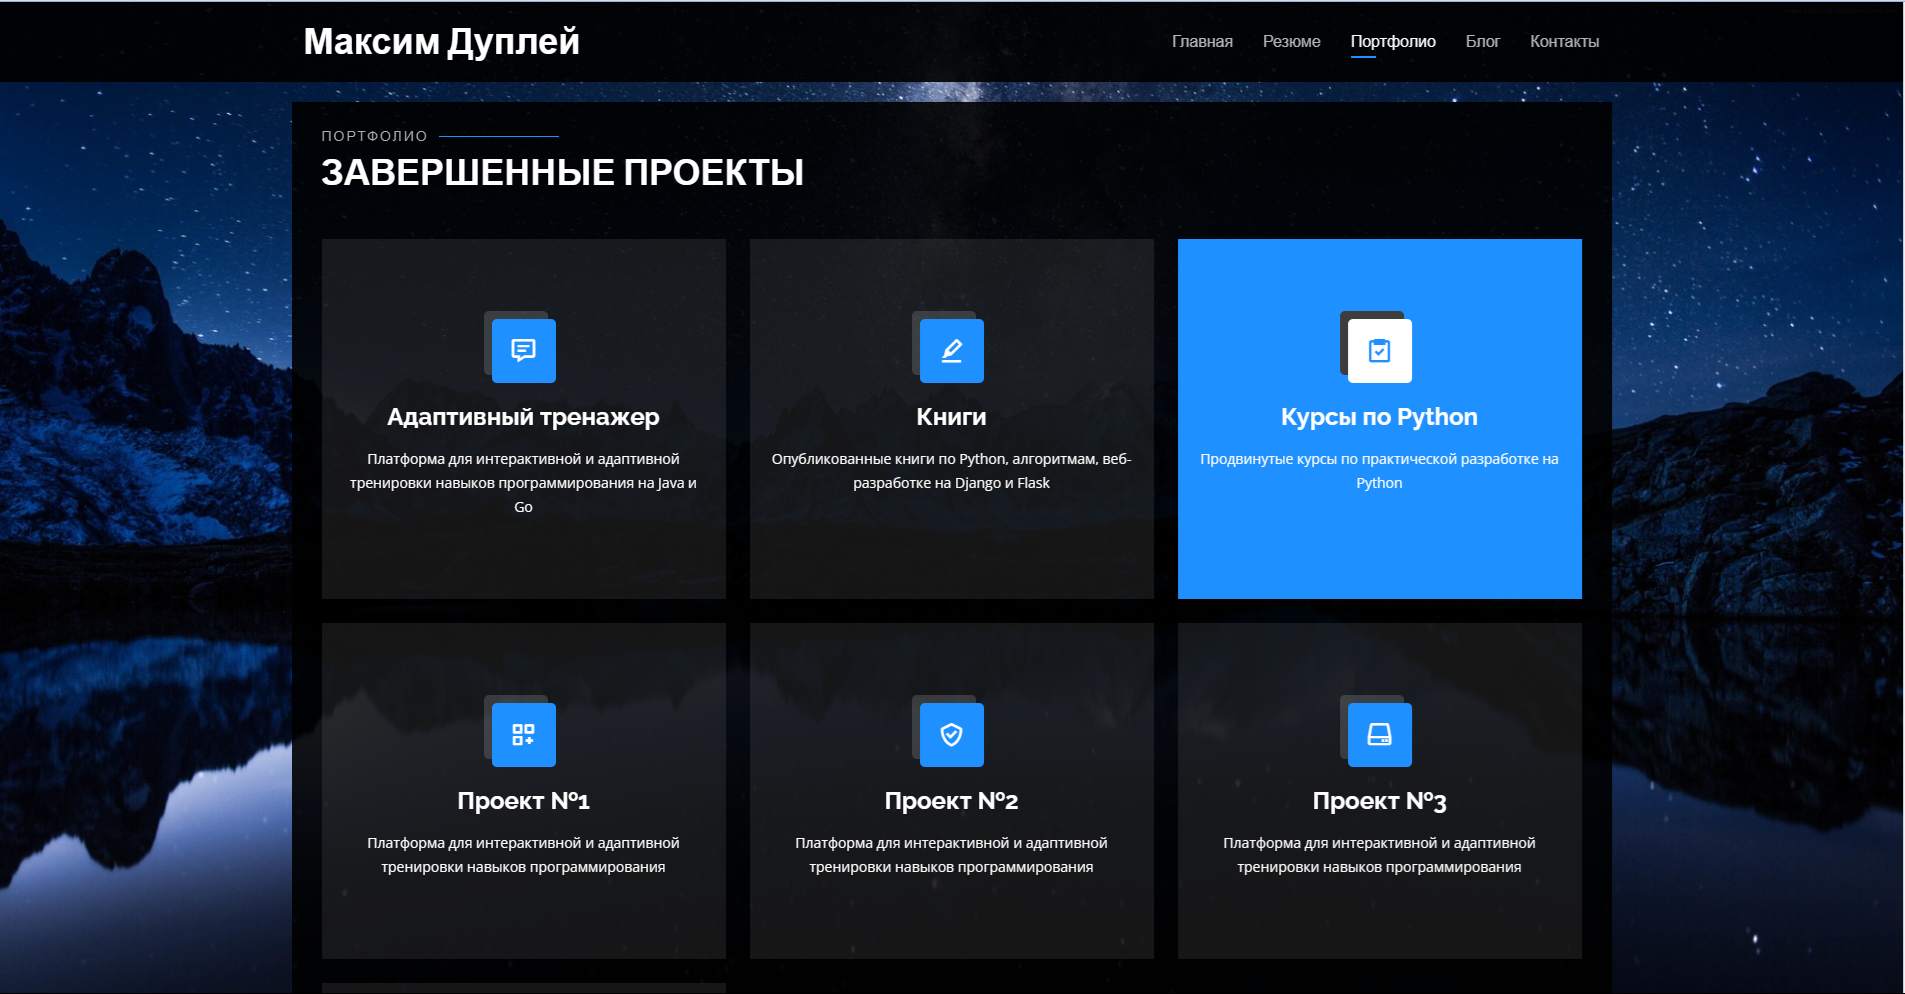 Максим Дуплей
Главная Резюме Портфолио Блог Контакты
ПОРТФОЛИО
ЗАВЕРШЕННЫЕ ПРОЕКТЫ
Адаптивный тренажер
Платформа для интерактивной и адаптивной
тренировки навыков программирования на Java и
Go
Книги
Опубликованные книги по Python, алгоритмам, веб-
разработке на Django и Flask
Курсы по Python
Продвинутые курсы по практической разработке на
Python
Проект №1
Платформа для интерактивной и адаптивной
тренировки навыков программирования
Проект №2
Платформа для интерактивной и адаптивной
тренировки навыков программирования
Проект №3
Платформа для интерактивной и адаптивной
тренировки навыков программирования